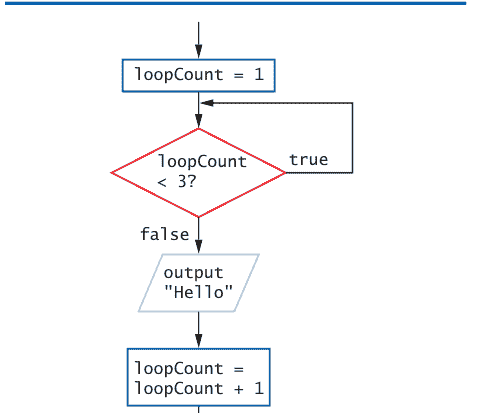 loopCount = 1
loopCount
< 3?
true
false
output
"Hello"
loopCount =
loopCount + 1